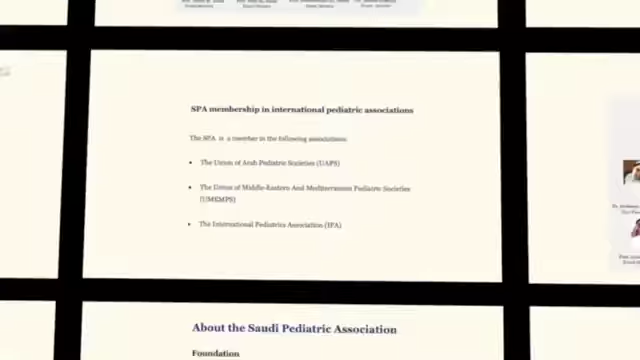 SPA membership in international pediatric associations
The SPA is a member in the following associations:
• The Union of Arab Pediatric Societies (UAPS)
• The Union of Middle-Eastern And Mediterranean Pediatric Societies
(UMEMPS)
• The International Pediatrics Association (IPA)
About the Saudi Pediatric Association
Foundation